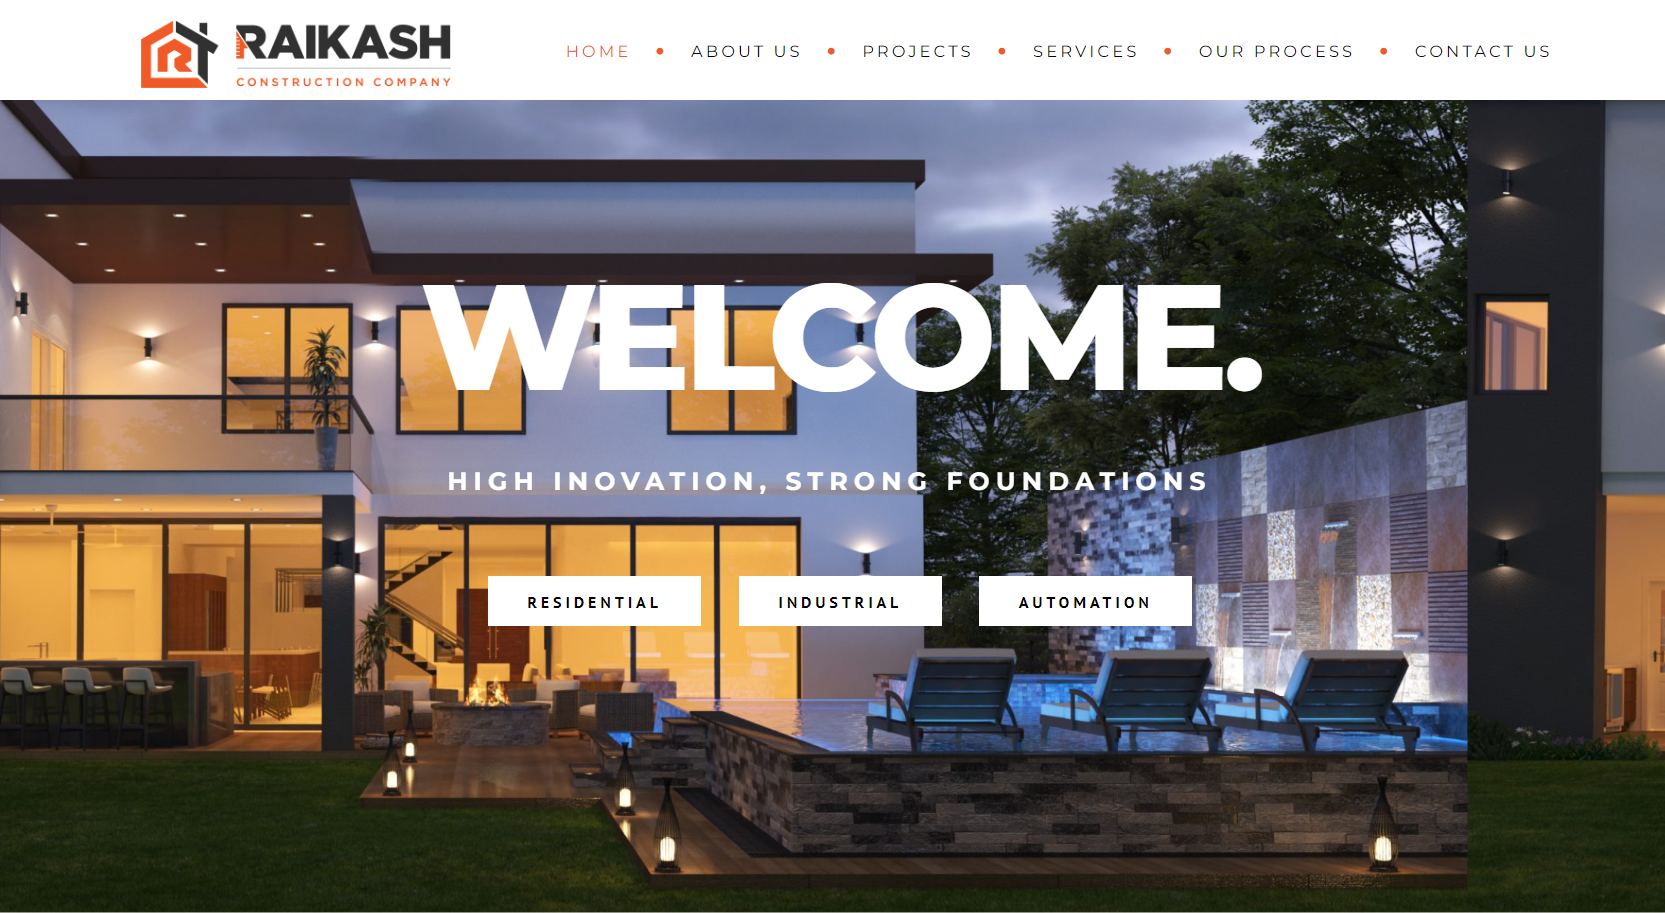 RAIKASH
CONSTRUCTION COMPANY
HOME • ABOUT US • PROJECTS • SERVICES • OUR PROCESS • CONTACT US
WELCOME.
HIGH INOVATION, STRONG FOUNDATIONS
RESIDENTIAL INDUSTRIAL AUTOMATION